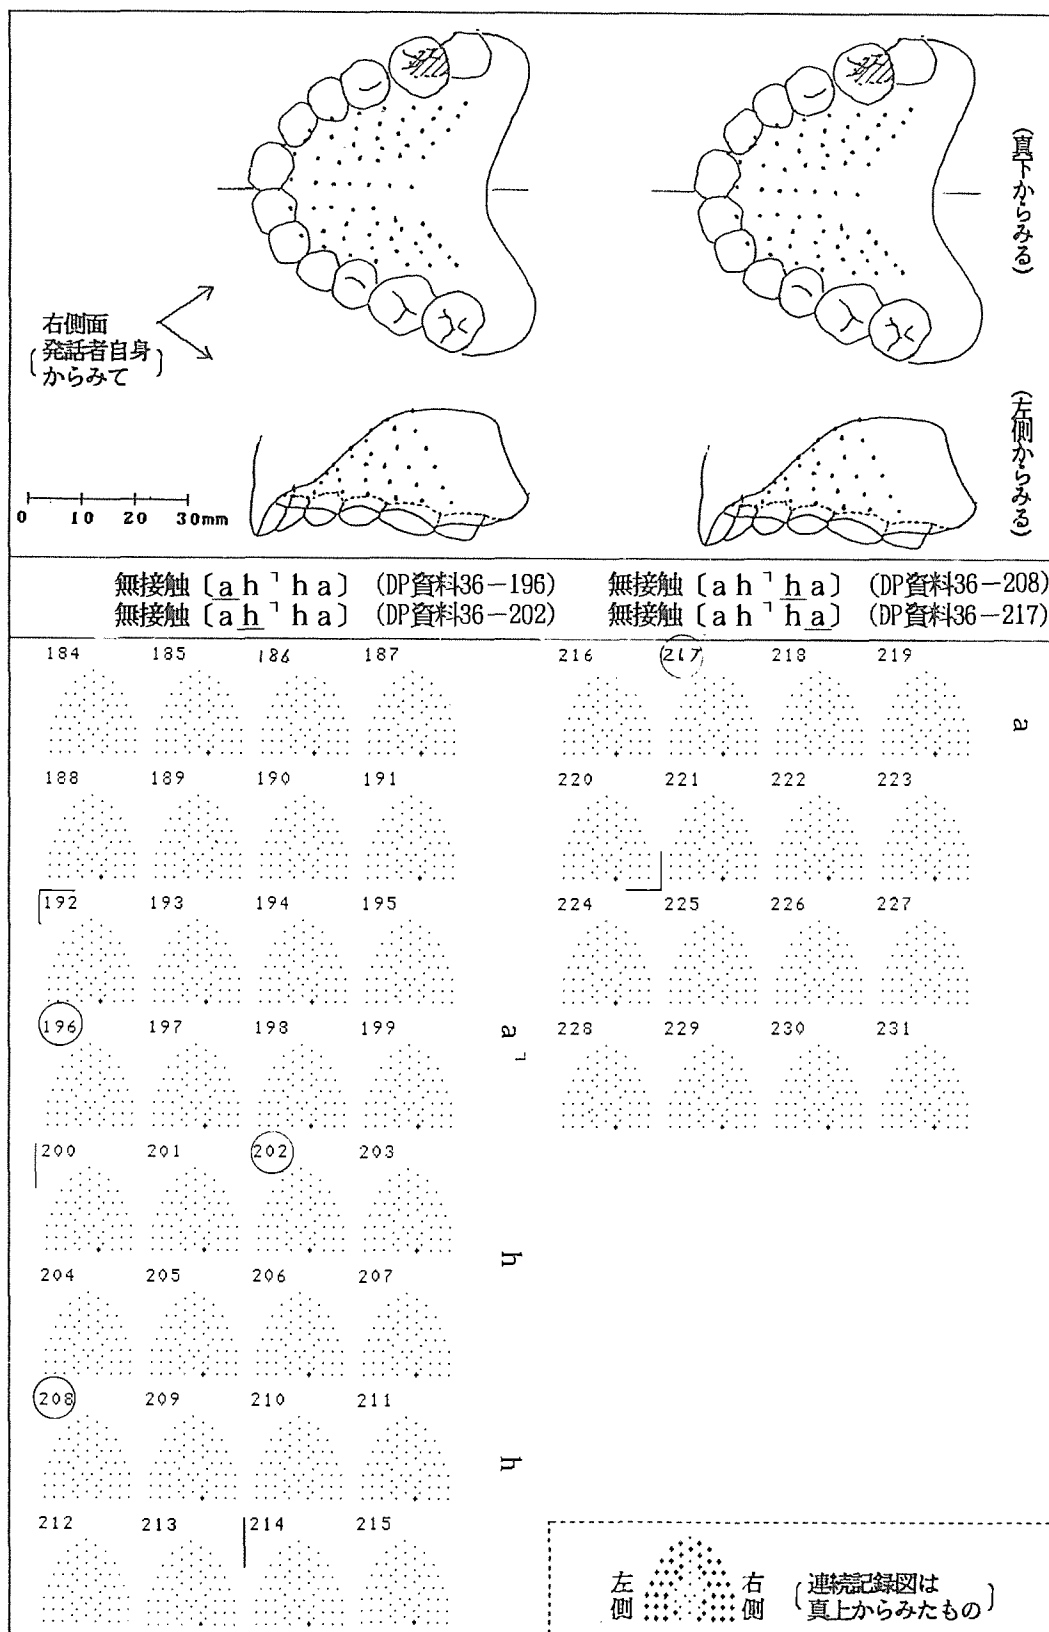 (真下からみる)
右側面
発話者自身
からみて
(左側からみる)
0 10 20 30mm
無接触〔a h ˥ h a〕 (DP資料36-196) 無接触〔a h ˥ h a〕 (DP資料36-208)
無接触〔a h ˥ h a〕 (DP資料36-202) 無接触〔a h ˥ h a〕 (DP資料36-217)
184 185 186 187
188 189 190 191
192 193 194 195
196 197 198 199
a ˥
200 201 202 203
h
204 205 206 207
208 209 210 211
h
212 213 214 215
216 217 218 219
a
220 221 222 223
224 225 226 227
228 229 230 231
左側 右側
(連続記録図は
真上からみたもの)